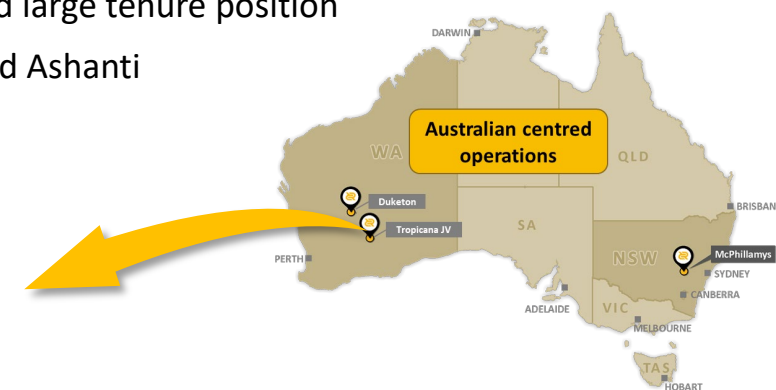 d large tenure position
d Ashanti
DARWIN
Australian centred
operations
WA
QLD
Duketon
Tropicana JV
SA
BRISBAN
NSW
McPhillamys
PERTH
SYDNEY
CANBERRA
ADELAIDE
VIC
MELBOURNE
TAS
HOBART